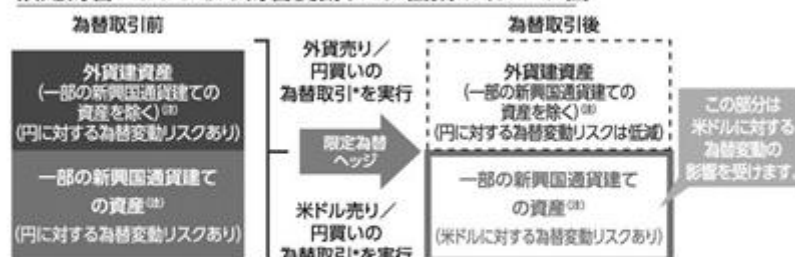 為替取引前
為替取引後
外貨建資産
(一部の新興国通貨建ての
資産を除く)(注)
(円に対する為替変動リスクあり)
一部の新興国通貨建て
の資産(注)
(円に対する為替変動リスクあり)
外貨売り/
円買いの
為替取引*を実行
限定為替
ヘッジ
米ドル売り/
円買いの
為替取引*を実行
外貨建資産
(一部の新興国通貨建ての
資産を除く)(注)
(円に対する為替変動リスクは低減)
一部の新興国通貨建て
の資産(注)
(米ドルに対する為替変動リスクあり)
この部分は
米ドルに対する
為替変動の
影響を受けます。